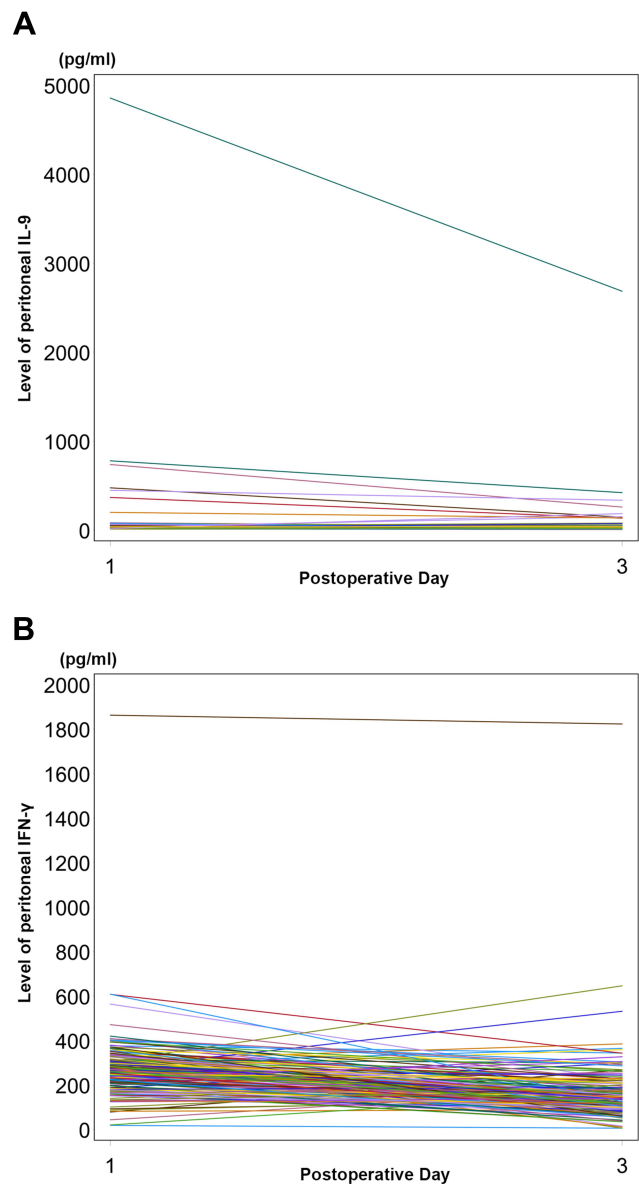 A
(pg/ml)
5000
4000
3000
2000
1000
0
Level of peritoneal IL-9
1
3
Postoperative Day
B
(pg/ml)
2000
1800
1600
1400
1200
1000
800
600
400
200
0
Level of peritoneal IFN-γ
1
3
Postoperative Day